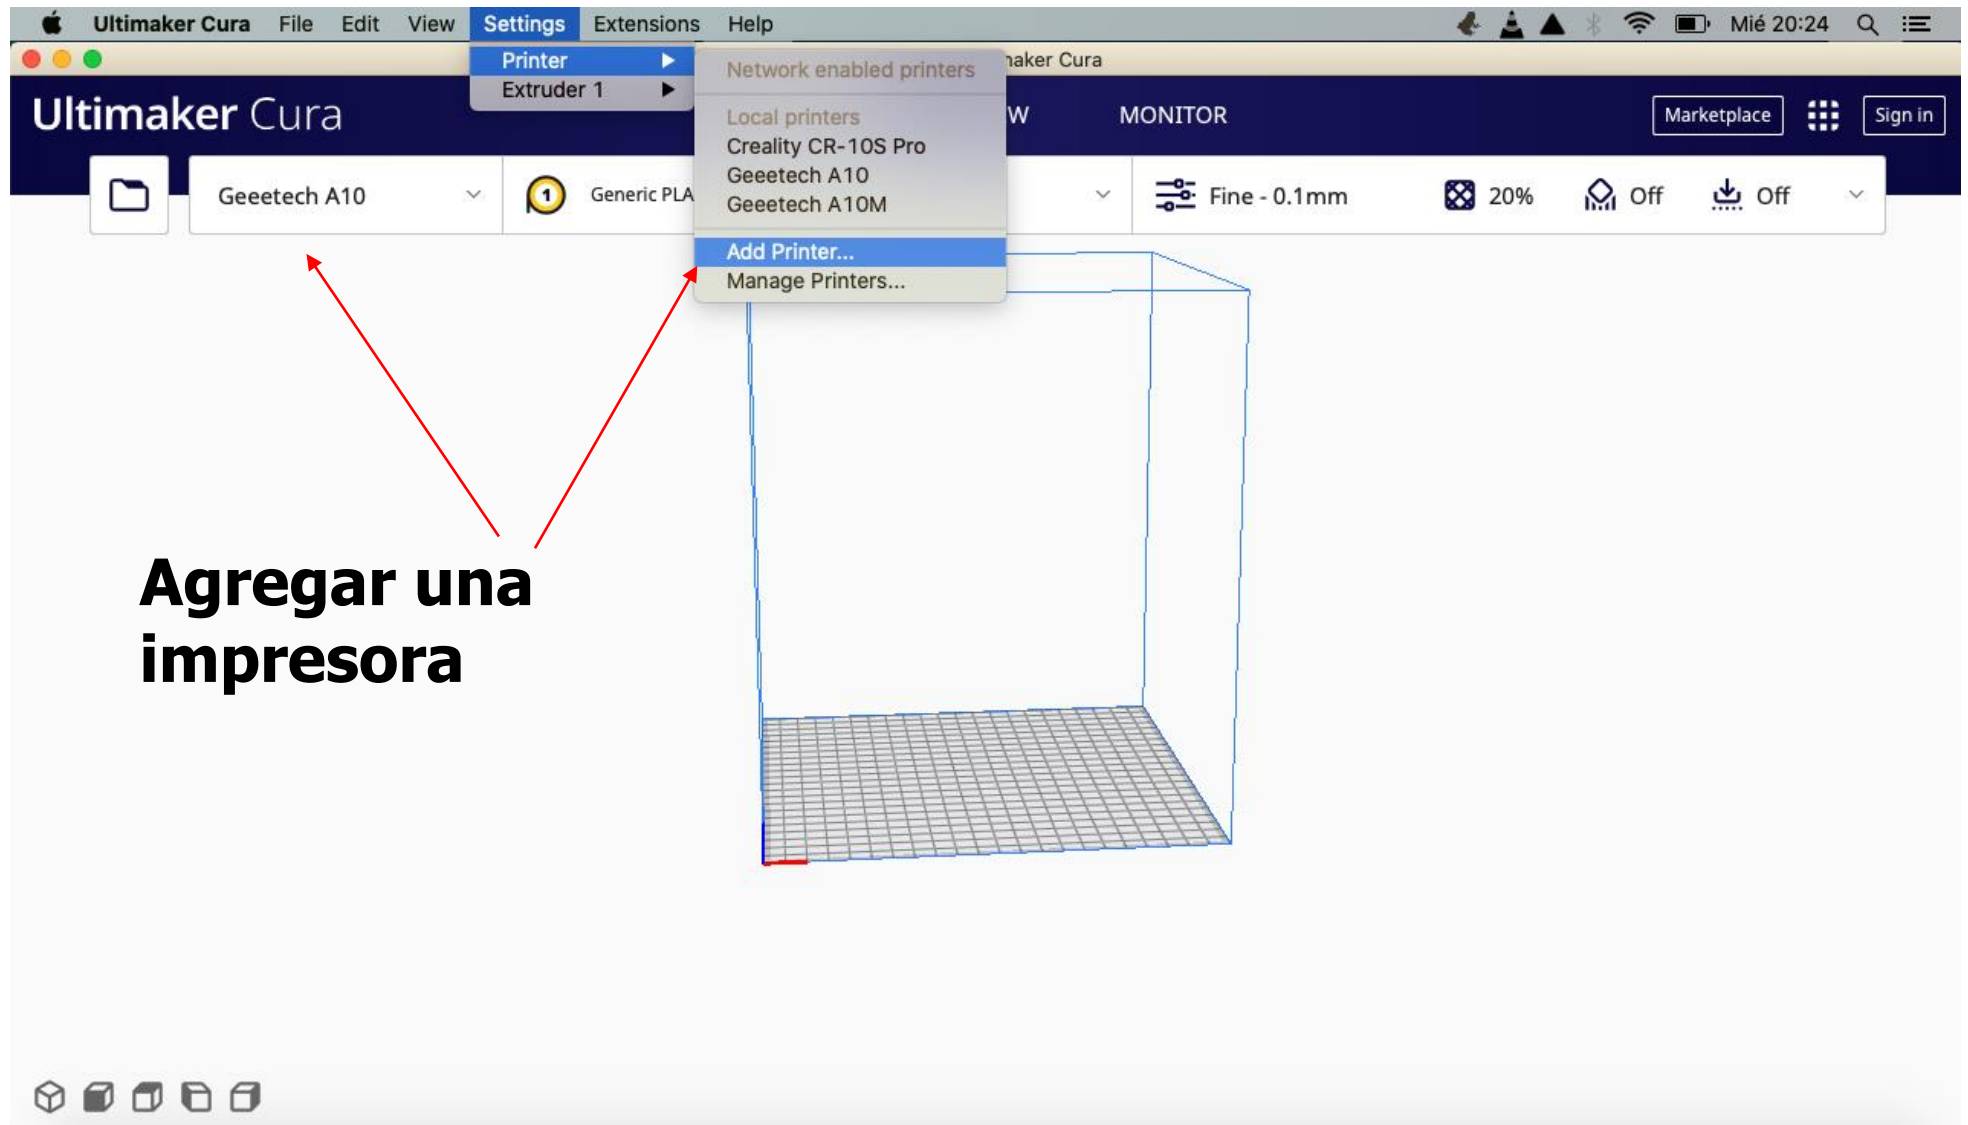 Ultimaker Cura File Edit View Settings Extensions Help Mié 20:24
Printer
Extruder 1
Network enabled printers
Local printers
Creality CR-10S Pro
Geeetech A10
Geeetech A10M
Add Printer...
Manage Printers...
naker Cura
Ultimaker Cura W MONITOR Marketplace Sign in
Geeetech A10 1 Generic PLA Fine - 0.1mm 20% Off Off
Agregar una
impresora